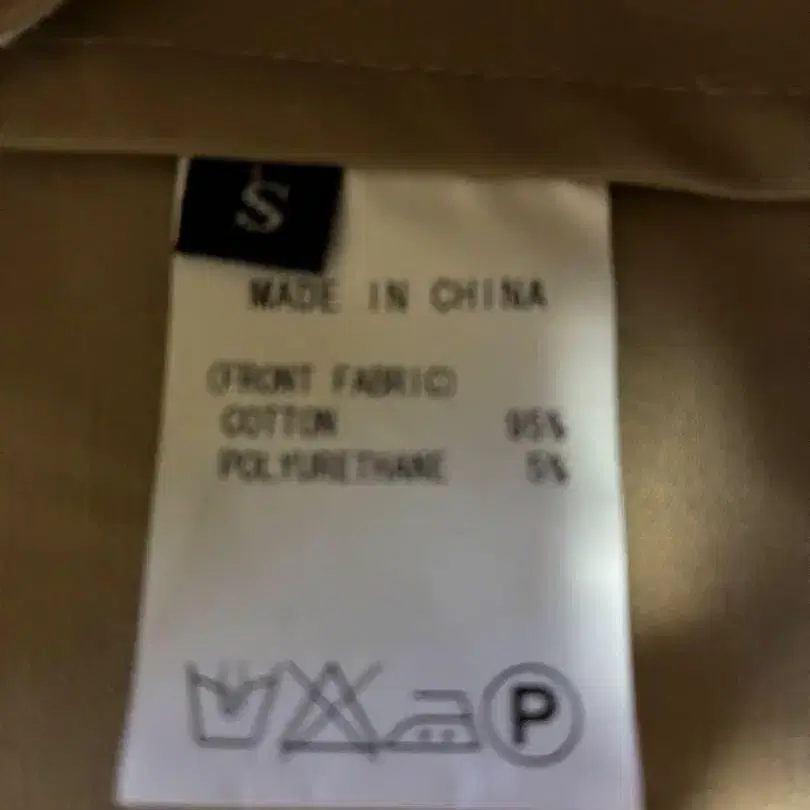 S
MADE IN CHINA
(FRONT FABRIC)
COTTON 95%
POLYURETHANE 5%
P